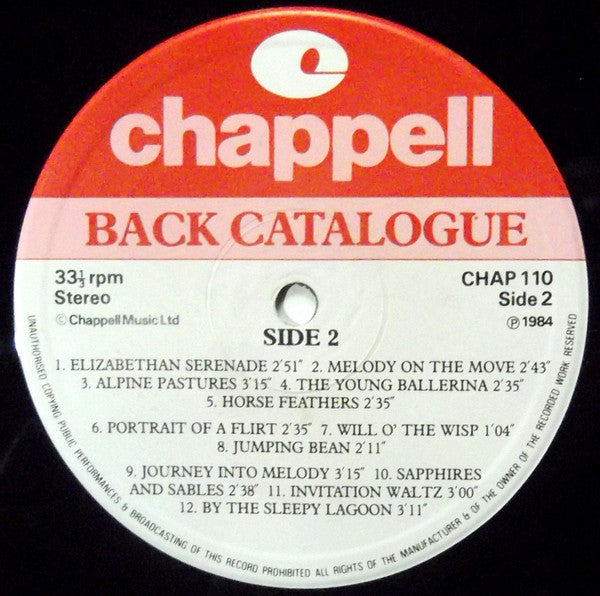 chappell
BACK CATALOGUE
33⅓ rpm
Stereo
© Chappell Music Ltd
CHAP 110
Side 2
℗ 1984
SIDE 2
1. ELIZABETHAN SERENADE 2'51" 2. MELODY ON THE MOVE 2'43"
3. ALPINE PASTURES 3'15" 4. THE YOUNG BALLERINA 2'35"
5. HORSE FEATHERS 2'35"
6. PORTRAIT OF A FLIRT 2'35" 7. WILL O' THE WISP 1'04"
8. JUMPING BEAN 2'11"
9. JOURNEY INTO MELODY 3'15" 10. SAPPHIRES
AND SABLES 2'38" 11. INVITATION WALTZ 3'00"
12. BY THE SLEEPY LAGOON 3'11"
UNAUTHORISED COPYING PUBLIC PERFORMANCES & BROADCASTING OF THIS RECORD PROHIBITED ALL RIGHTS OF THE MANUFACTURER & OF THE OWNER OF THE RECORDED WORK RESERVED